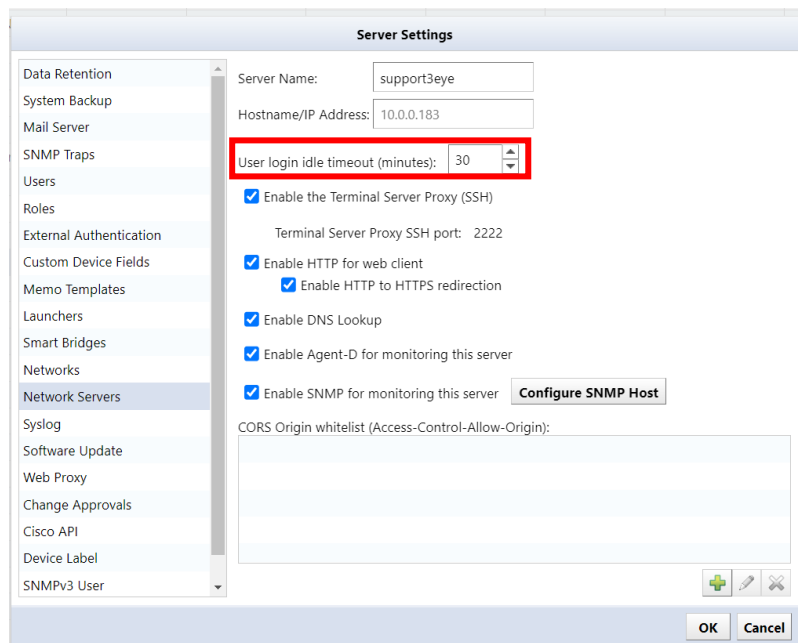 Server Settings
Data Retention
System Backup
Mail Server
SNMP Traps
Users
Roles
External Authentication
Custom Device Fields
Memo Templates
Launchers
Smart Bridges
Networks
Network Servers
Syslog
Software Update
Web Proxy
Change Approvals
Cisco API
Device Label
SNMPv3 User
Server Name: support3eye
Hostname/IP Address: 10.0.0.183
User login idle timeout (minutes): 30
Enable the Terminal Server Proxy (SSH)
Terminal Server Proxy SSH port: 2222
Enable HTTP for web client
Enable HTTP to HTTPS redirection
Enable DNS Lookup
Enable Agent-D for monitoring this server
Enable SNMP for monitoring this server Configure SNMP Host
CORS Origin whitelist (Access-Control-Allow-Origin):
OK Cancel